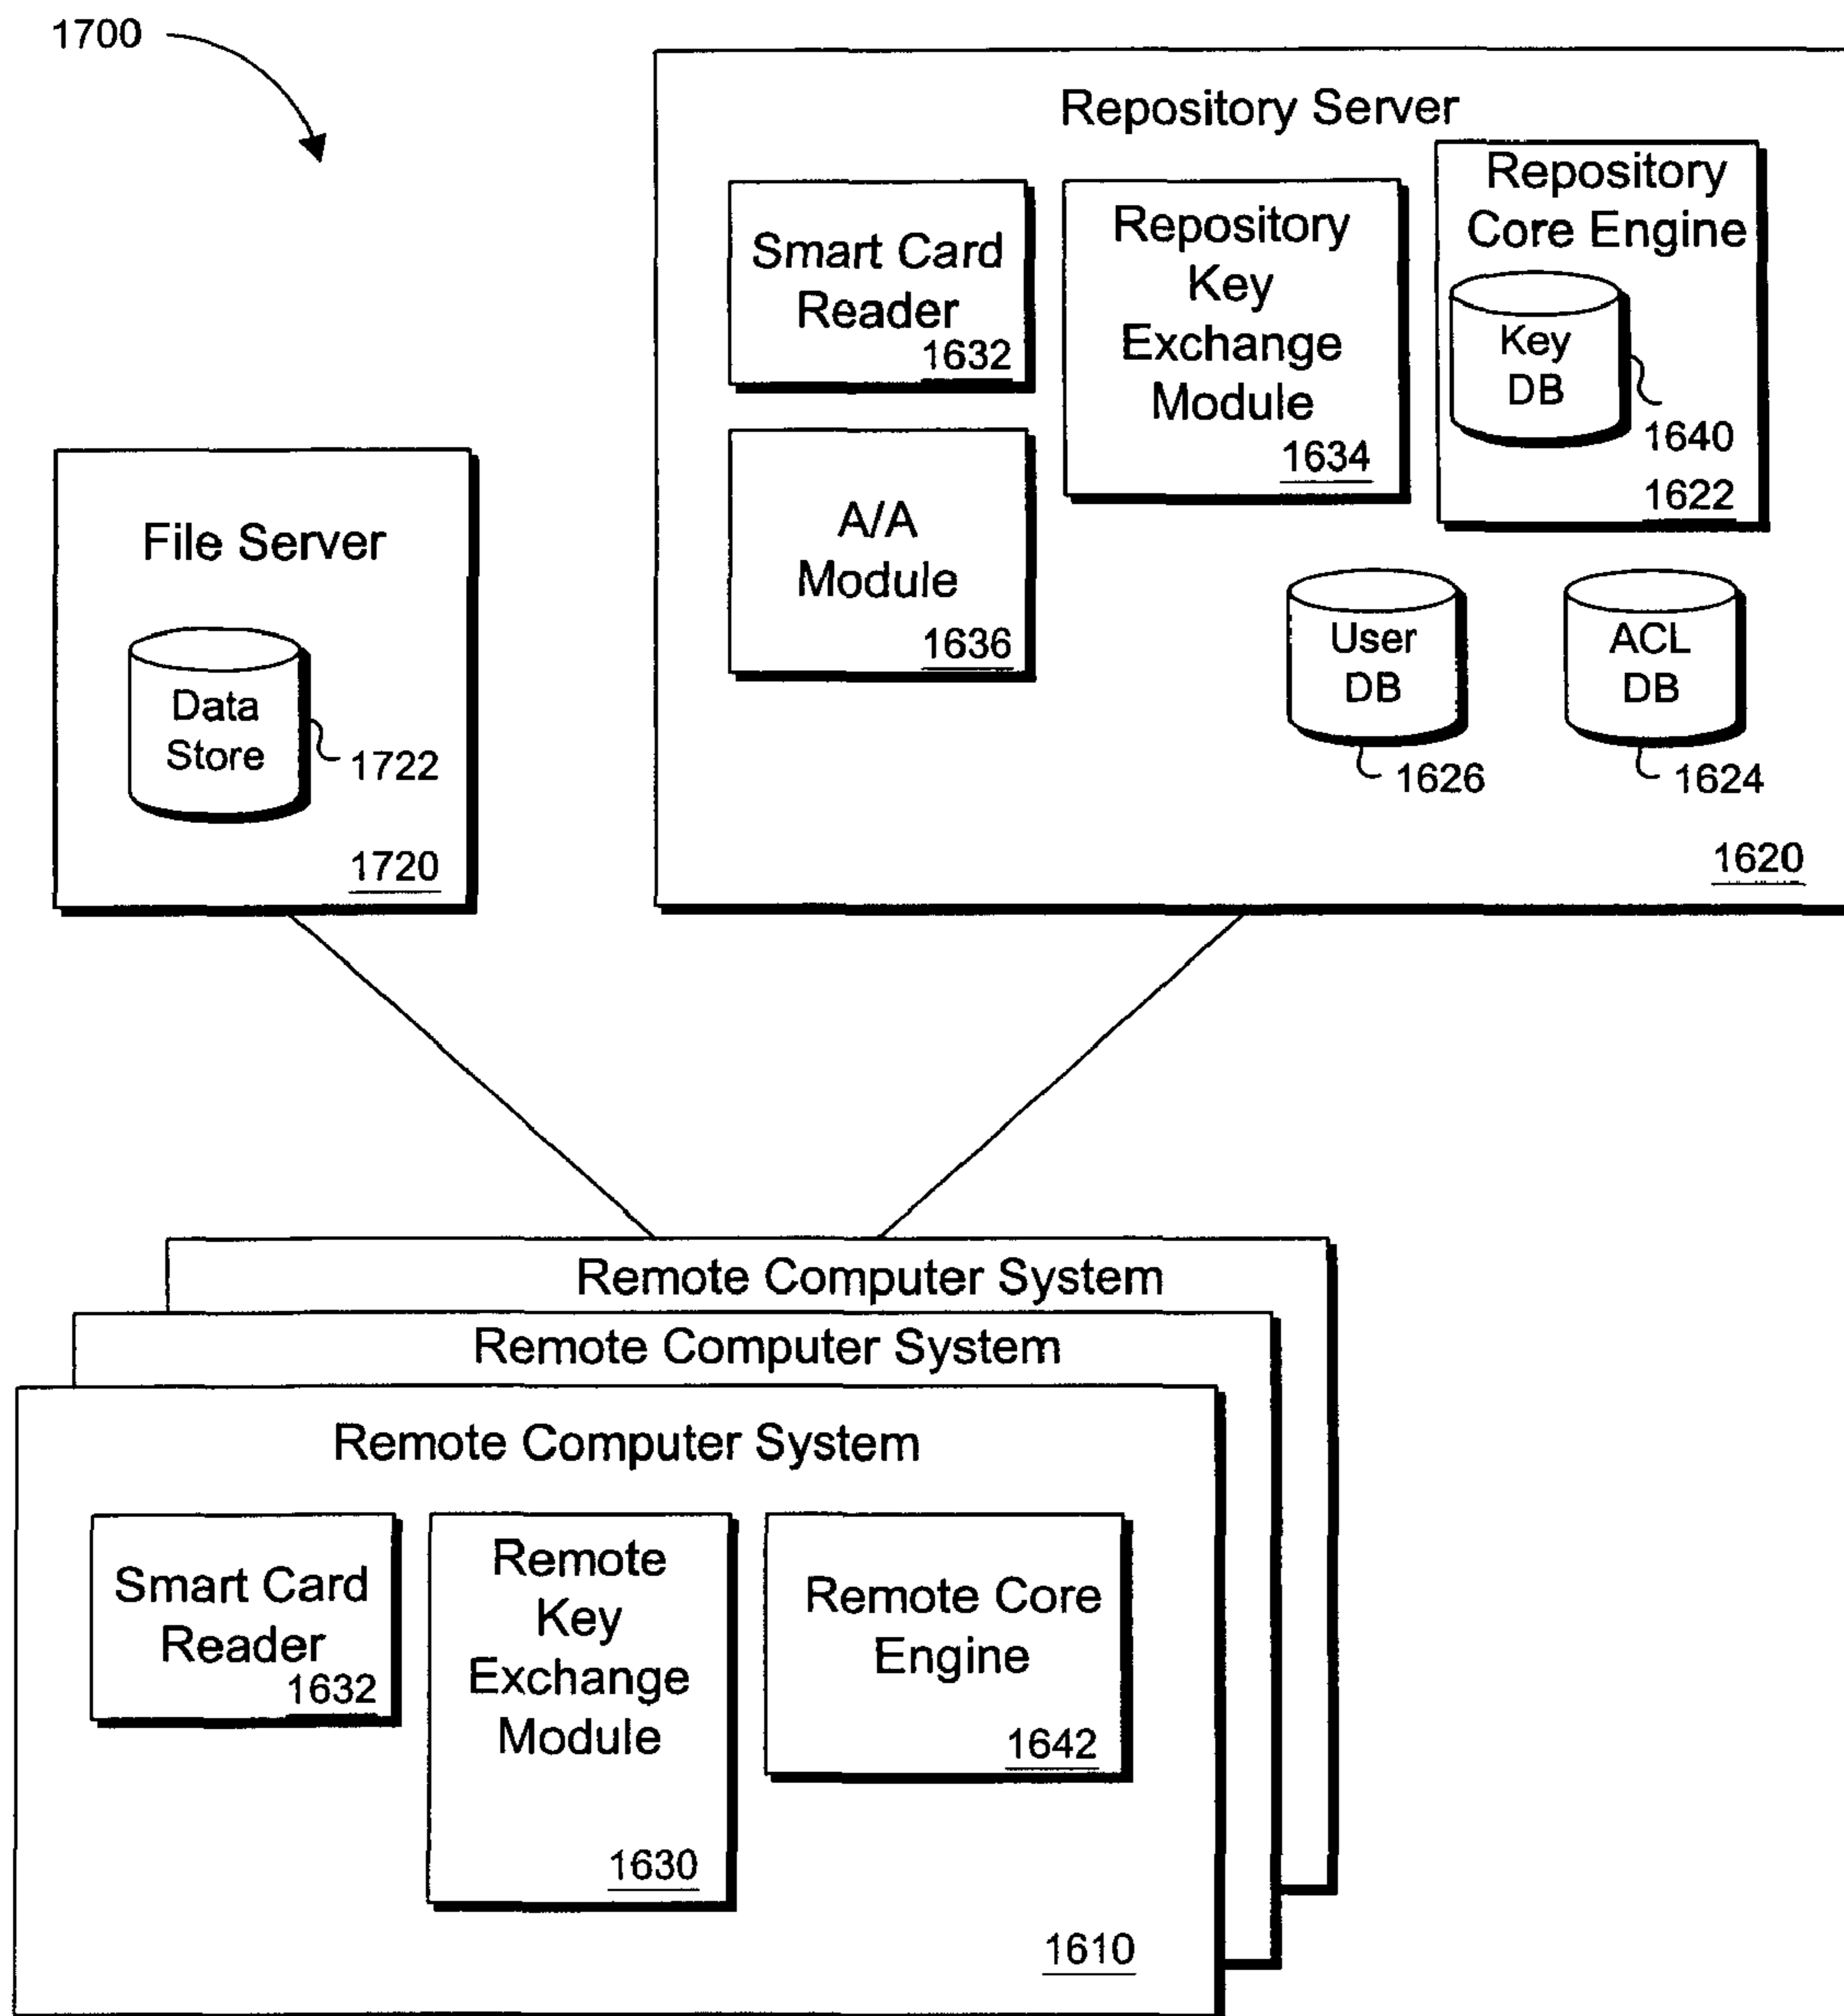 1700
Repository Server
Smart Card
Reader
1632
Repository
Key
Exchange
Module
1634
Repository
Core Engine
Key
DB
1640
1622
A/A
Module
1636
User
DB
1626
ACL
DB
1624
1620
File Server
Data
Store
1722
1720
Remote Computer System
Remote Computer System
Remote Computer System
Smart Card
Reader
1632
Remote
Key
Exchange
Module
1630
Remote Core
Engine
1642
1610